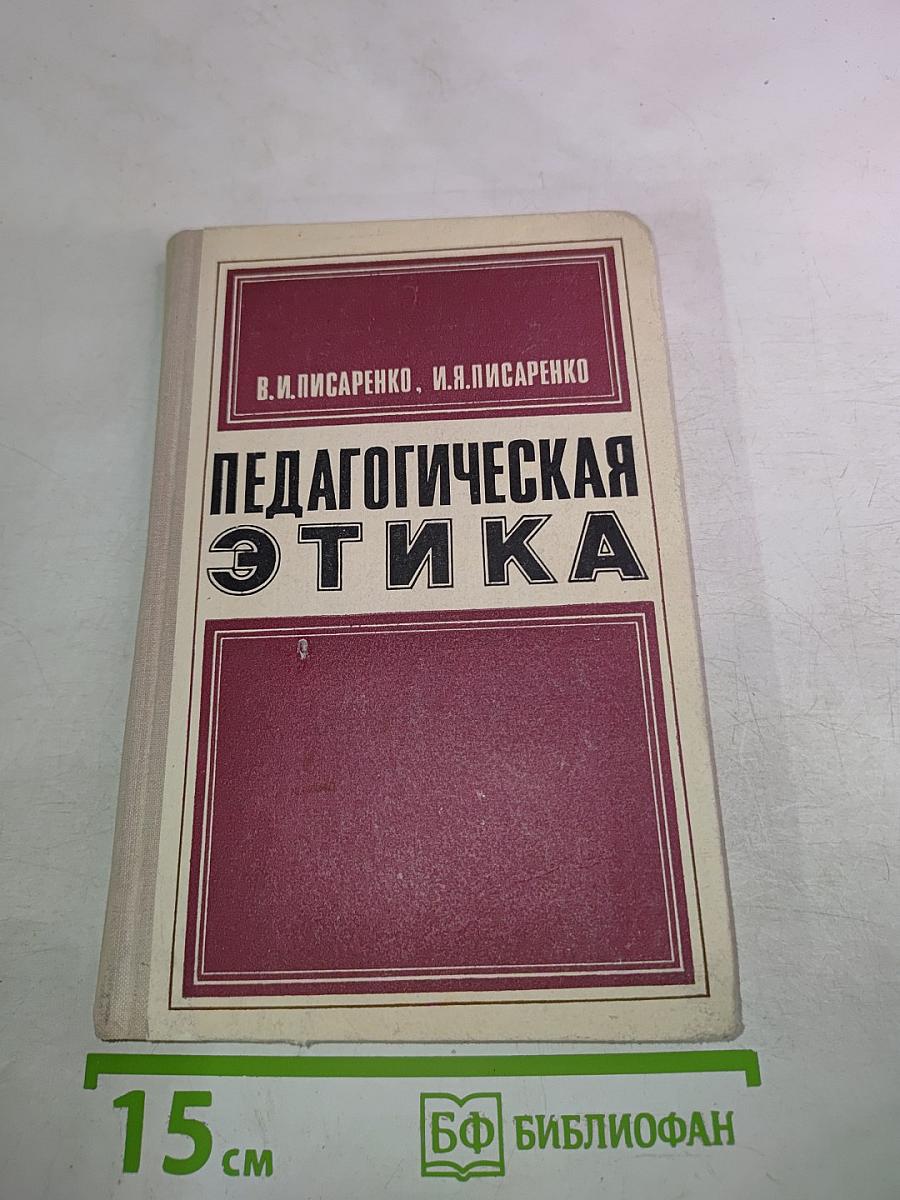 В.И.ПИСАРЕНКО, И.Я.ПИСАРЕНКО
ПЕДАГОГИЧЕСКАЯ
ЭТИКА
15 см
БФ БИБЛИОФАН